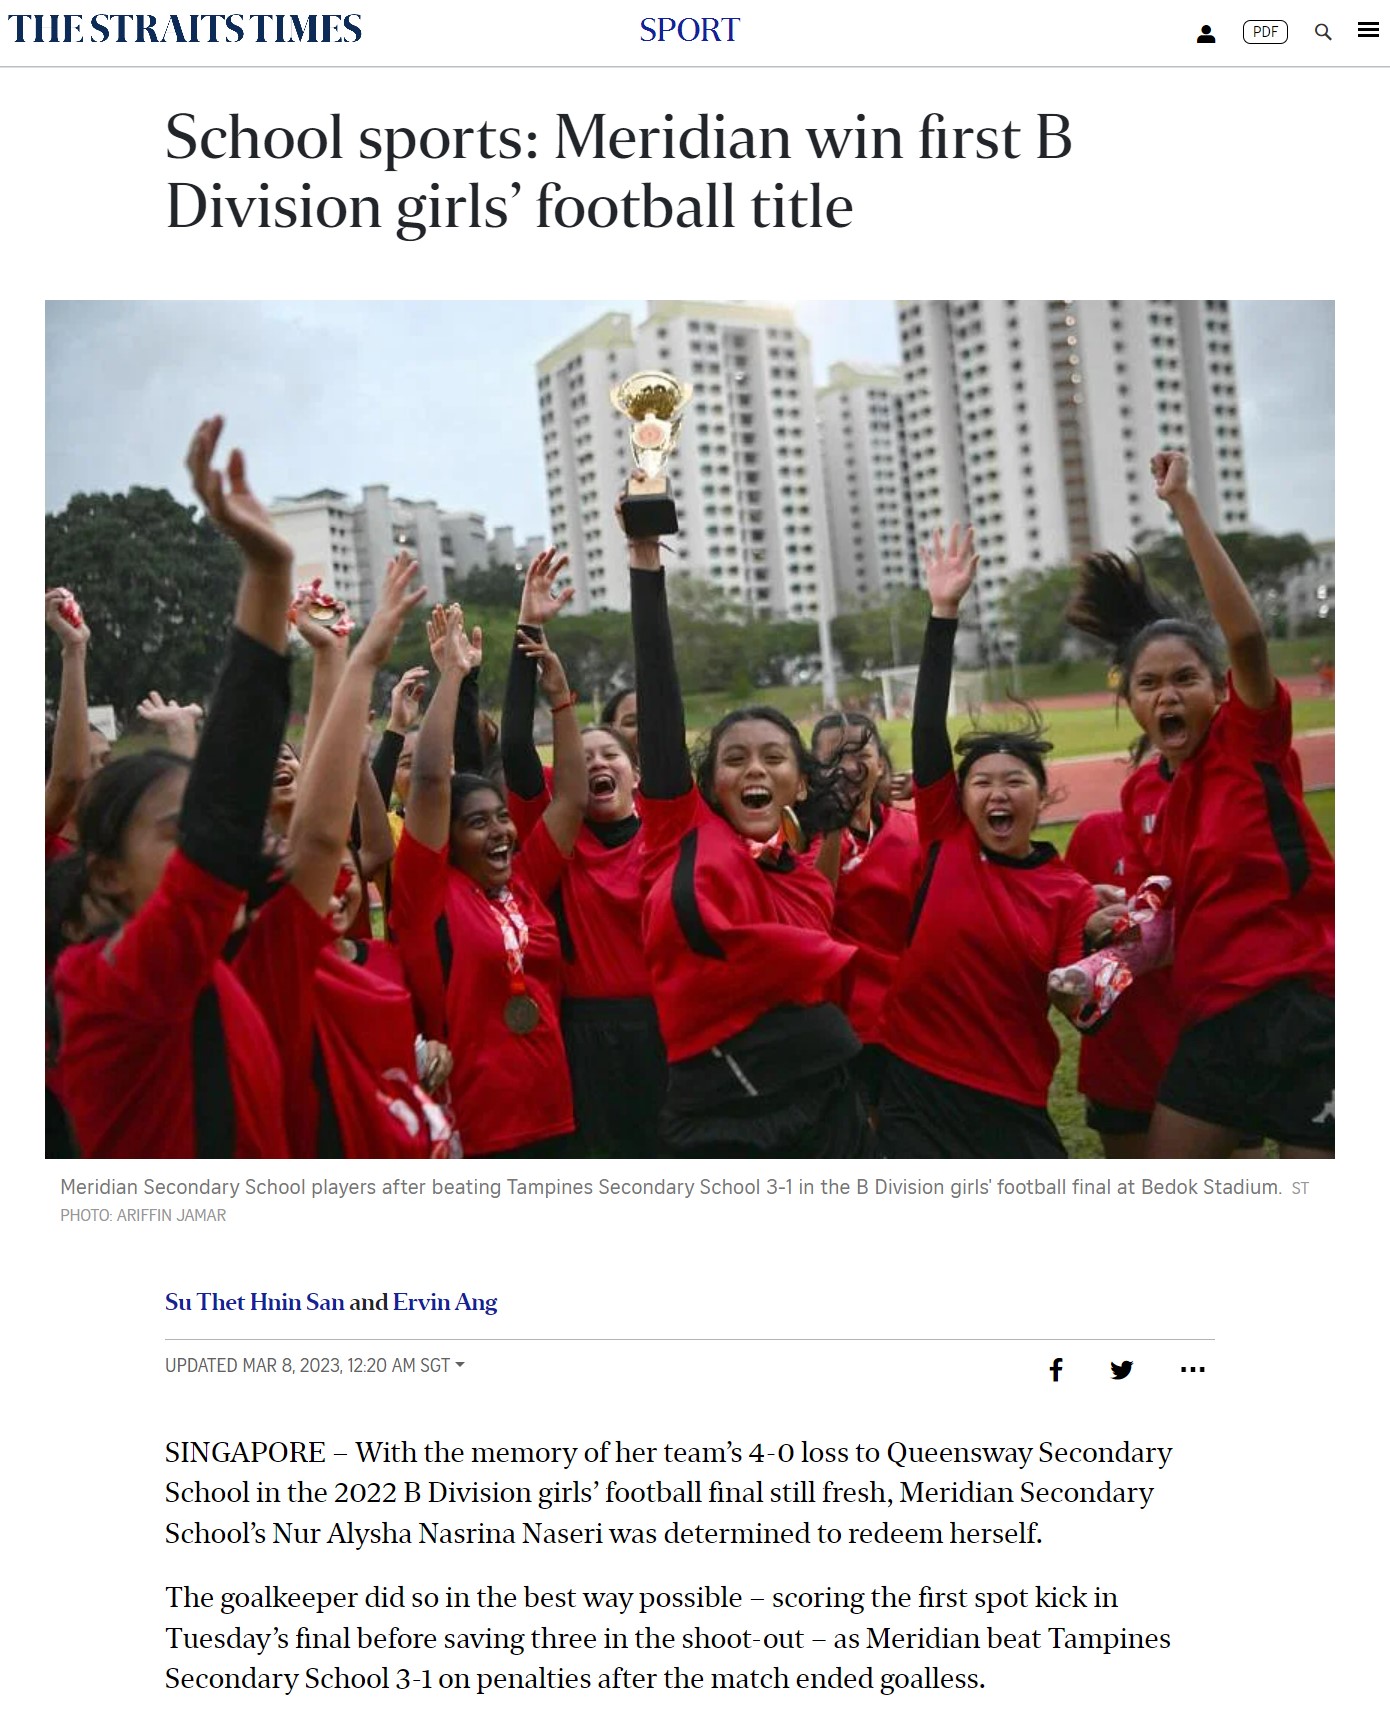 THE STRAITS TIMES
SPORT
PDF
School sports: Meridian win first B
Division girls’ football title
Meridian Secondary School players after beating Tampines Secondary School 3-1 in the B Division girls' football final at Bedok Stadium. ST
PHOTO: ARIFFIN JAMAR
Su Thet Hnin San and Ervin Ang
UPDATED MAR 8, 2023, 12:20 AM SGT
SINGAPORE – With the memory of her team’s 4-0 loss to Queensway Secondary
School in the 2022 B Division girls’ football final still fresh, Meridian Secondary
School’s Nur Alysha Nasrina Naseri was determined to redeem herself.
The goalkeeper did so in the best way possible – scoring the first spot kick in
Tuesday’s final before saving three in the shoot-out – as Meridian beat Tampines
Secondary School 3-1 on penalties after the match ended goalless.